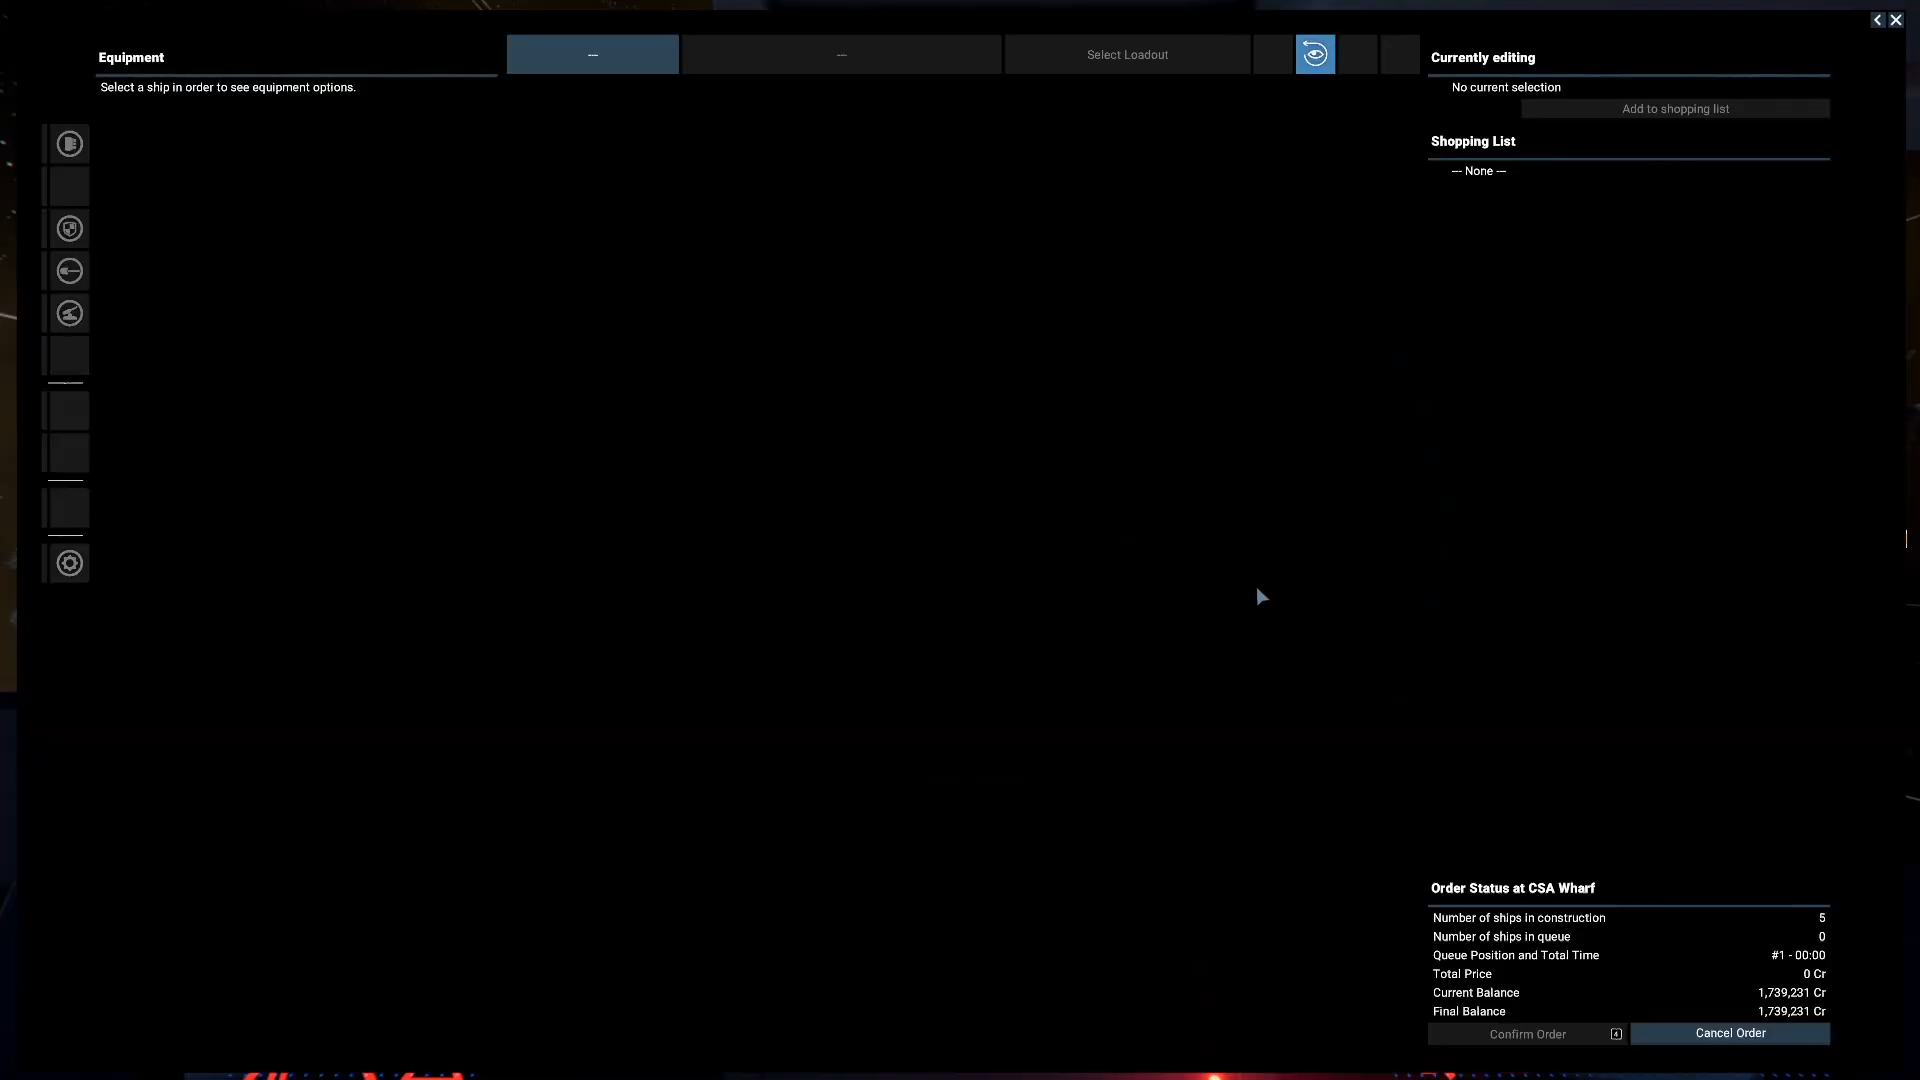 Equipment
Select a ship in order to see equipment options.
---
---
Select Loadout
Currently editing
No current selection
Add to shopping list
Shopping List
--- None ---
Order Status at CSA Wharf
Number of ships in construction 5
Number of ships in queue 0
Queue Position and Total Time #1 - 00:00
Total Price 0 Cr
Current Balance 1,739,231 Cr
Final Balance 1,739,231 Cr
Confirm Order 4
Cancel Order